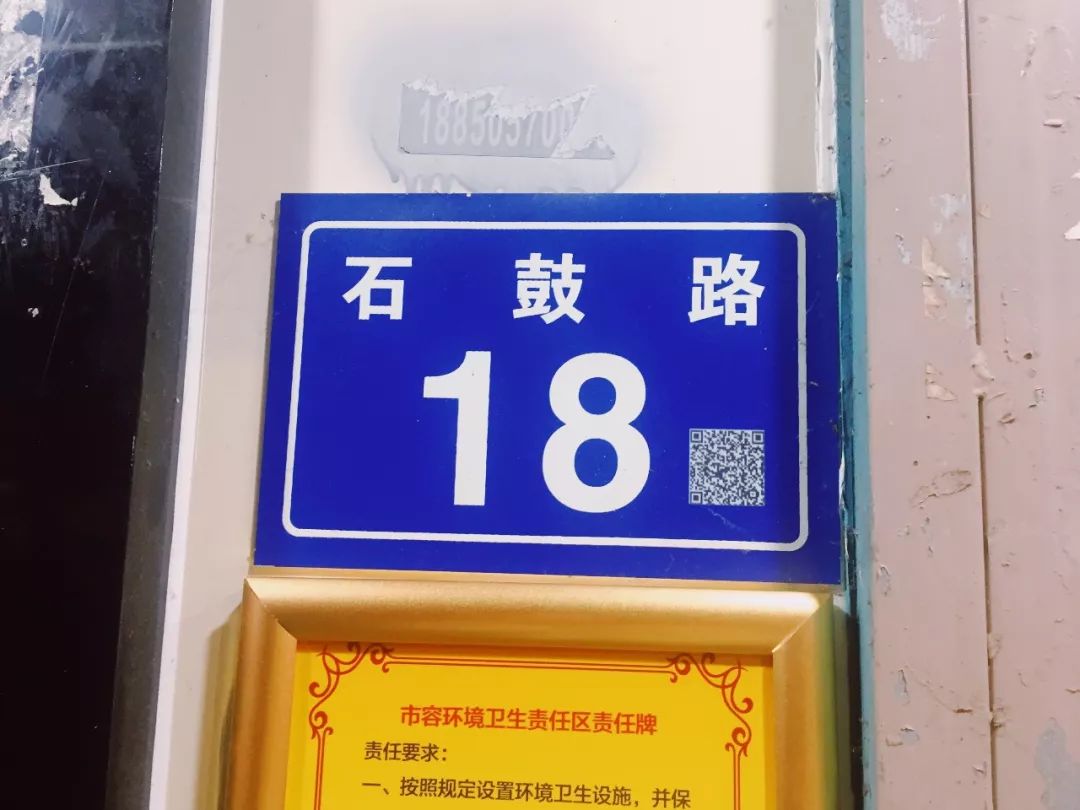 石鼓路
18
市容环境卫生责任区责任牌
责任要求：
一、按照规定设置环境卫生设施，并保